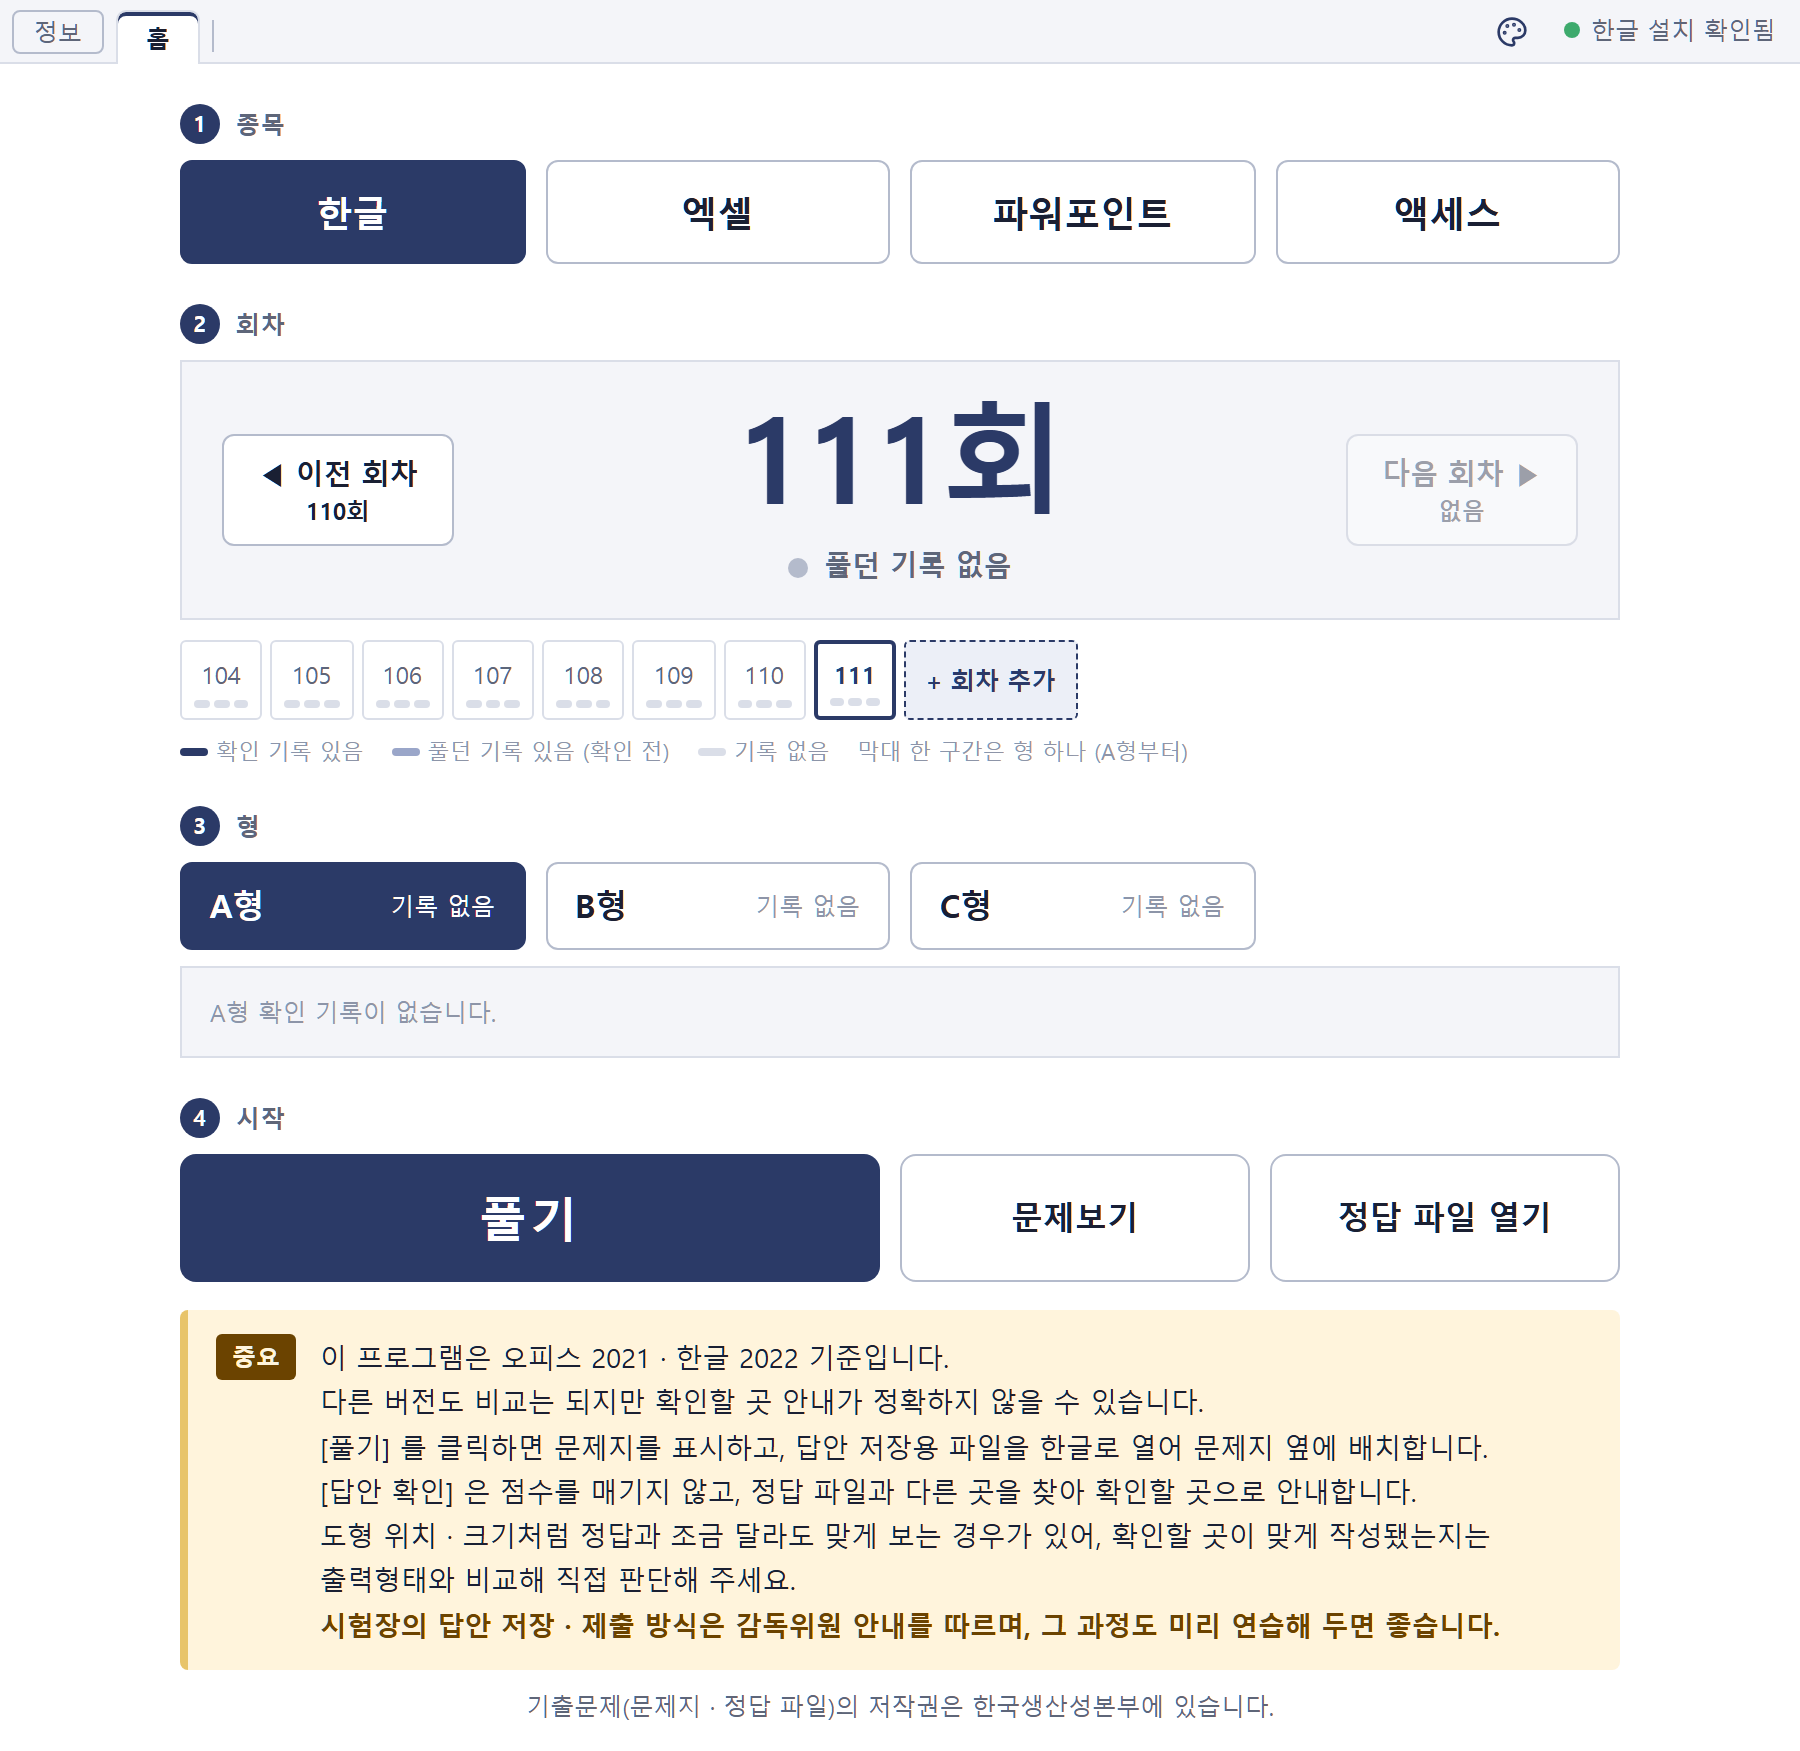 정보
홈
한글 설치 확인됨
1 종목
한글
엑셀
파워포인트
액세스
2 회차
◀ 이전 회차
110회
111회
풀던 기록 없음
다음 회차 ▶
없음
104
105
106
107
108
109
110
111
+ 회차 추가
확인 기록 있음
풀던 기록 있음 (확인 전)
기록 없음
막대 한 구간은 형 하나 (A형부터)
3 형
A형 기록 없음
B형 기록 없음
C형 기록 없음
A형 확인 기록이 없습니다.
4 시작
풀기
문제보기
정답 파일 열기
중요
이 프로그램은 오피스 2021 · 한글 2022 기준입니다.
다른 버전도 비교는 되지만 확인할 곳 안내가 정확하지 않을 수 있습니다.
[풀기] 를 클릭하면 문제지를 표시하고, 답안 저장용 파일을 한글로 열어 문제지 옆에 배치합니다.
[답안 확인] 은 점수를 매기지 않고, 정답 파일과 다른 곳을 찾아 확인할 곳으로 안내합니다.
도형 위치 · 크기처럼 정답과 조금 달라도 맞게 보는 경우가 있어, 확인할 곳이 맞게 작성됐는지는
출력형태와 비교해 직접 판단해 주세요.
시험장의 답안 저장 · 제출 방식은 감독위원 안내를 따르며, 그 과정도 미리 연습해 두면 좋습니다.
기출문제(문제지 · 정답 파일)의 저작권은 한국생산성본부에 있습니다.